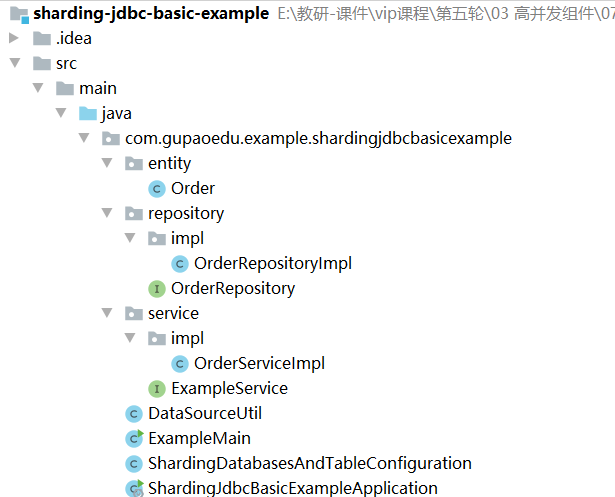 sharding-jdbc-basic-example E:\教研-课件\vip课程\第五轮\03 高并发组件\07
.idea
src
main
java
com.gupaoedu.example.shardingjdbcbasicexample
entity
C Order
repository
impl
C OrderRepositoryImpl
I OrderRepository
service
impl
C OrderServiceImpl
I ExampleService
C DataSourceUtil
C ExampleMain
C ShardingDatabasesAndTableConfiguration
C ShardingJdbcBasicExampleApplication